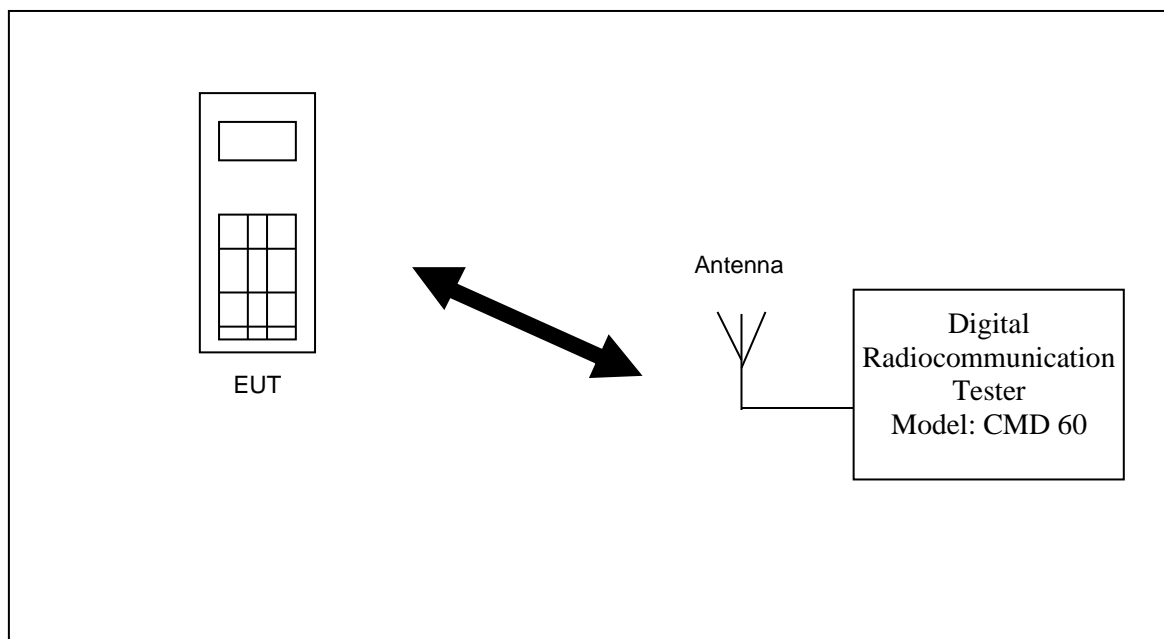 EUT
Antenna
Digital
Radiocommunication
Tester
Model: CMD 60